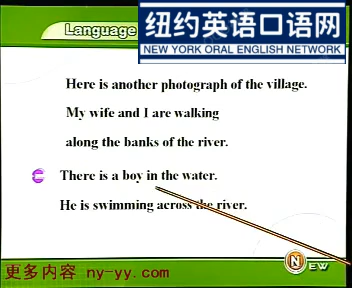 Language
纽约英语口语网
NEW YORK ORAL ENGLISH NETWORK
Here is another photograph of the village.
My wife and I are walking
along the banks of the river.
There is a boy in the water.
He is swimming across the river.
NEW
更多内容 ny-yy.com